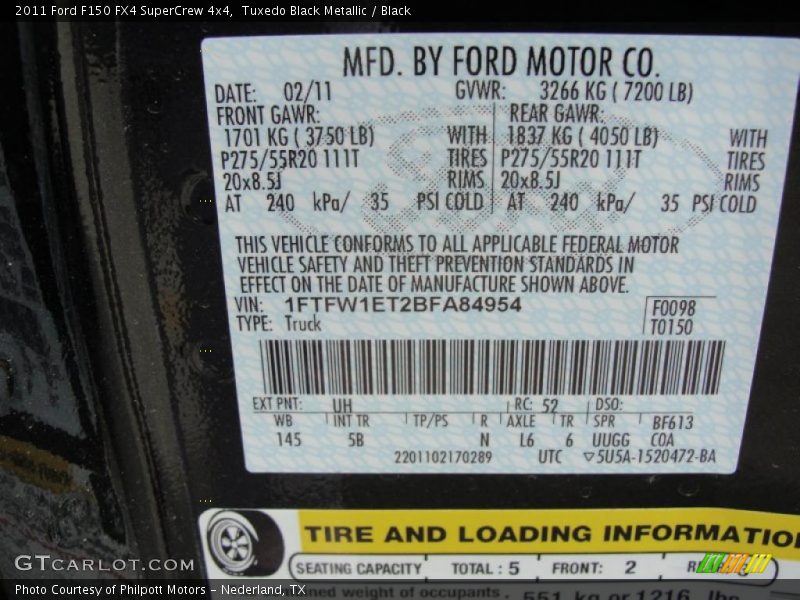 2011 Ford F150 FX4 SuperCrew 4x4,  Tuxedo Black Metallic / Black
MFD. BY FORD MOTOR CO.
DATE: 02/11 GVWR: 3266 KG ( 7200 LB)
FRONT GAWR: REAR GAWR:
1701 KG ( 3750 LB) WITH 1837 KG ( 4050 LB) WITH
P275/55R20 111T TIRES P275/55R20 111T TIRES
20x8.5J RIMS 20x8.5J RIMS
AT 240 kPa/ 35 PSI COLD AT 240 kPa/ 35 PSI COLD
THIS VEHICLE CONFORMS TO ALL APPLICABLE FEDERAL MOTOR
VEHICLE SAFETY AND THEFT PREVENTION STANDARDS IN
EFFECT ON THE DATE OF MANUFACTURE SHOWN ABOVE.
VIN: 1FTFW1ET2BFA84954 F0098
TYPE: Truck T0150
EXT PNT: UH RC: 52 DSO:
WB INT TR TP/PS R AXLE TR SPR BF613
145 5B N L6 6 UUGG COA
2201102170289 UTC ▽5U5A-1520472-BA
TIRE AND LOADING INFORMATION
SEATING CAPACITY TOTAL : 5 FRONT: 2
of occupants 551 kg or 1216 lb
GTCarLot.com
Photo Courtesy of Philpott Motors – Nederland, TX